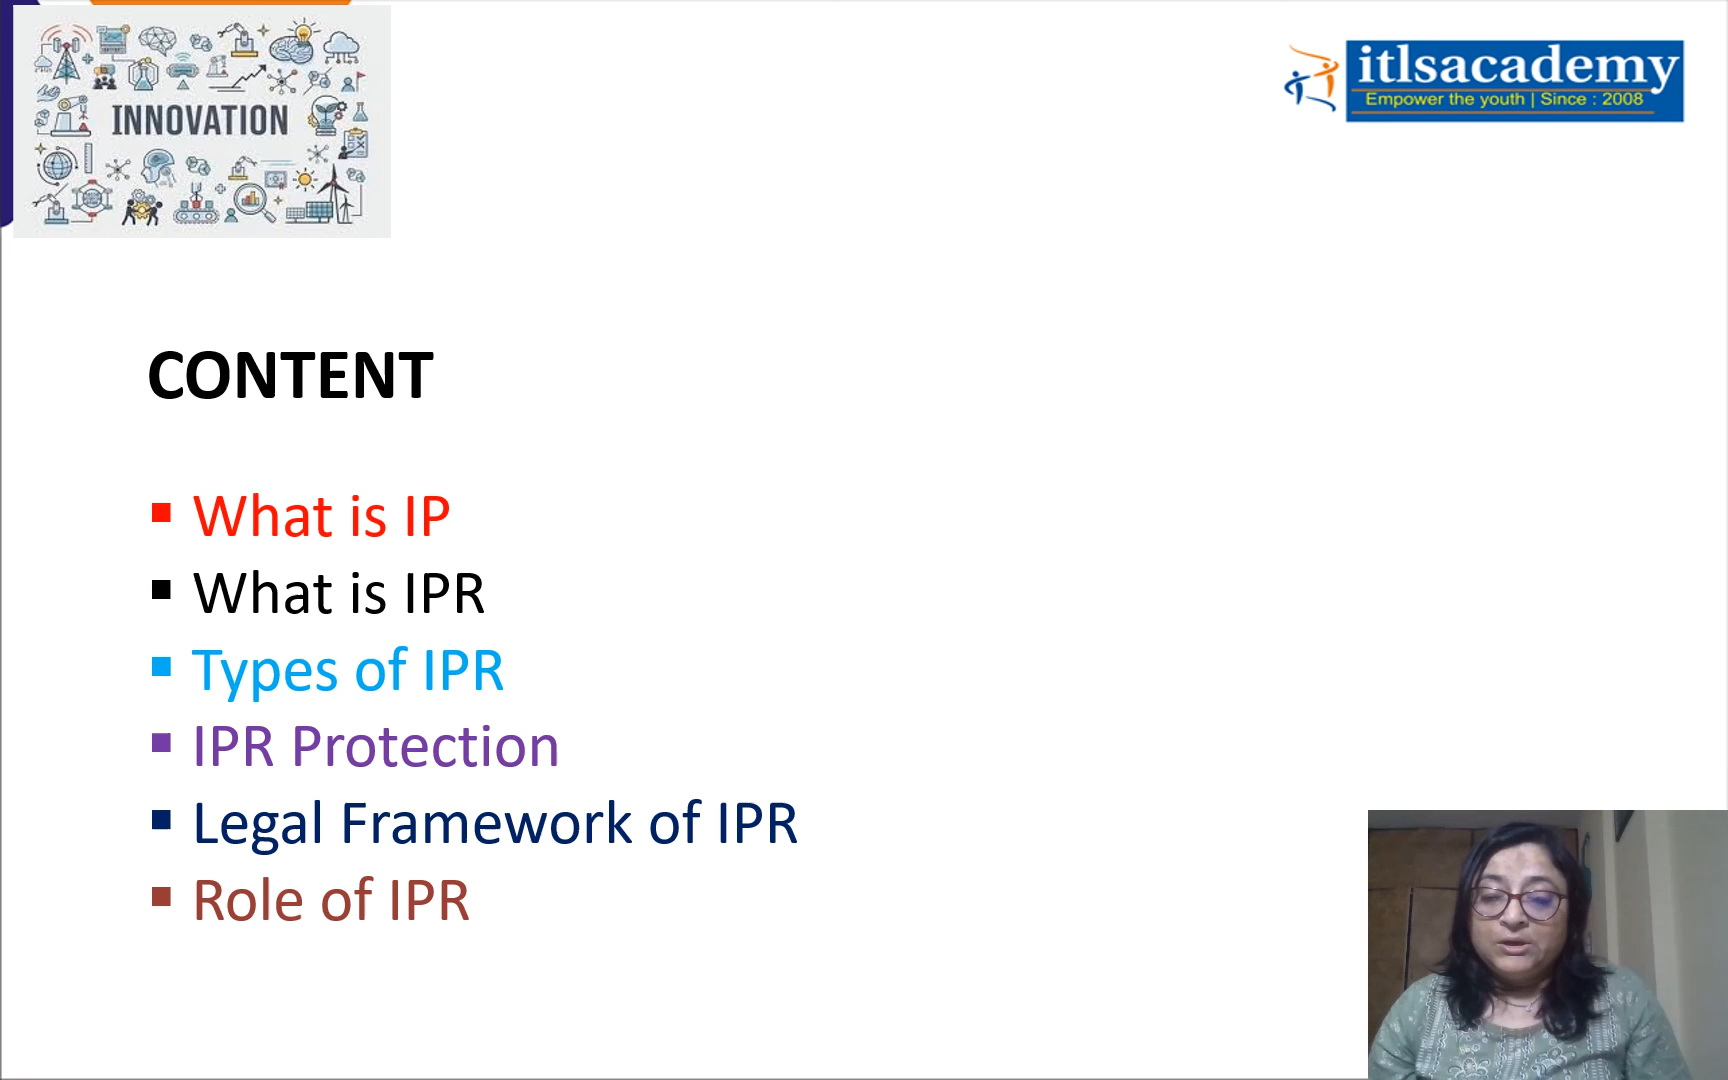 INNOVATION
itlsacademy
Empower the youth | Since : 2008
CONTENT
What is IP
What is IPR
Types of IPR
IPR Protection
Legal Framework of IPR
Role of IPR